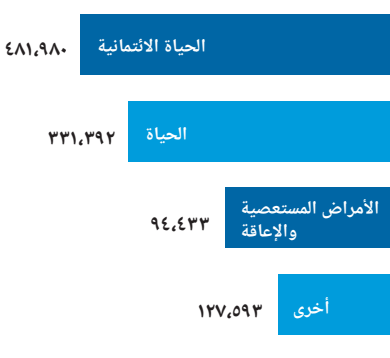 الحياة الائتمانية
٤٨١،٩٨٠
الحياة
٣٣١،٣٩٢
الأمراض المستعصية
والإعاقة
٩٤،٤٣٣
أخرى
١٢٧،٥٩٣